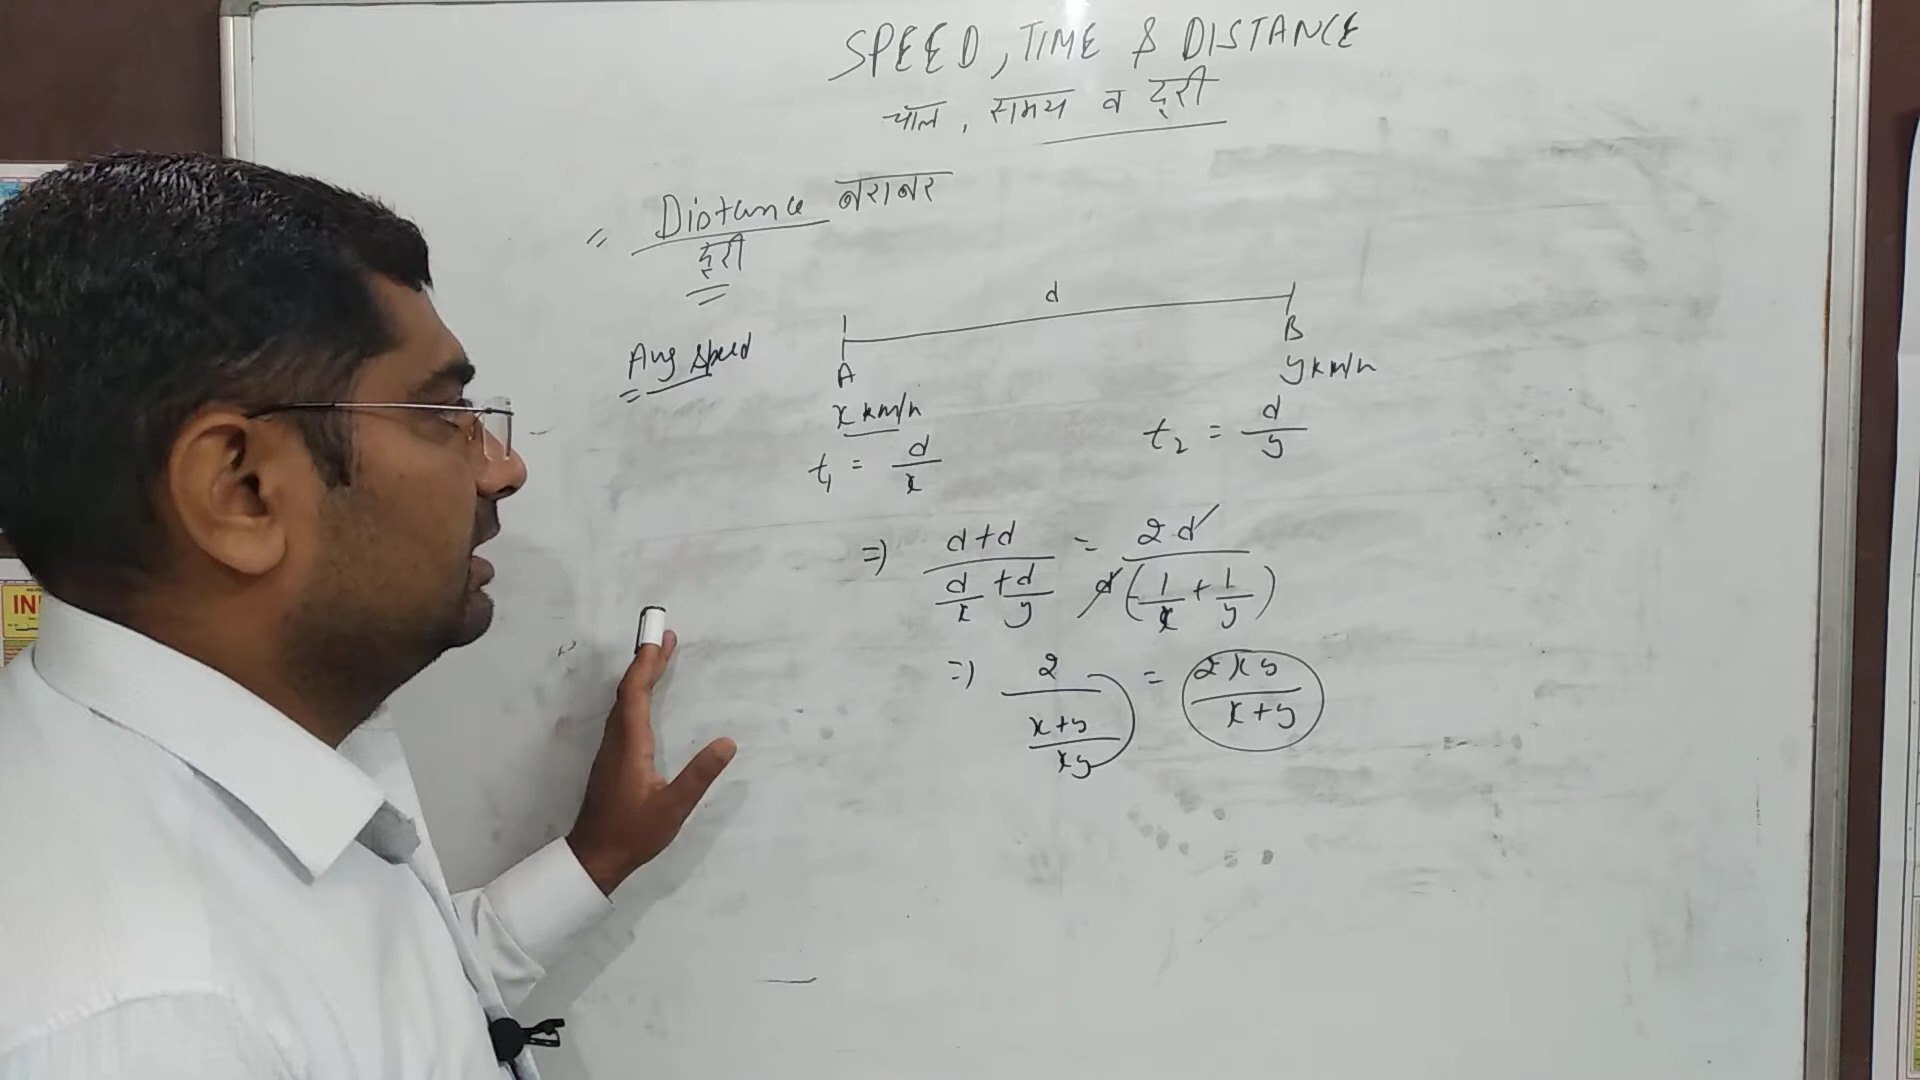 SPEED, TIME & DISTANCE
चाल, समय व दूरी
Distance बराबर
दूरी
d
Avg speed
A
B
x km/h
y km/h
t₁ = d/x
t₂ = d/y
=) (d+d)/(d/x + d/y) = 2d/(d(1/x + 1/y))
=) 2/((x+y)/(xy)) = 2xy/(x+y)
IN